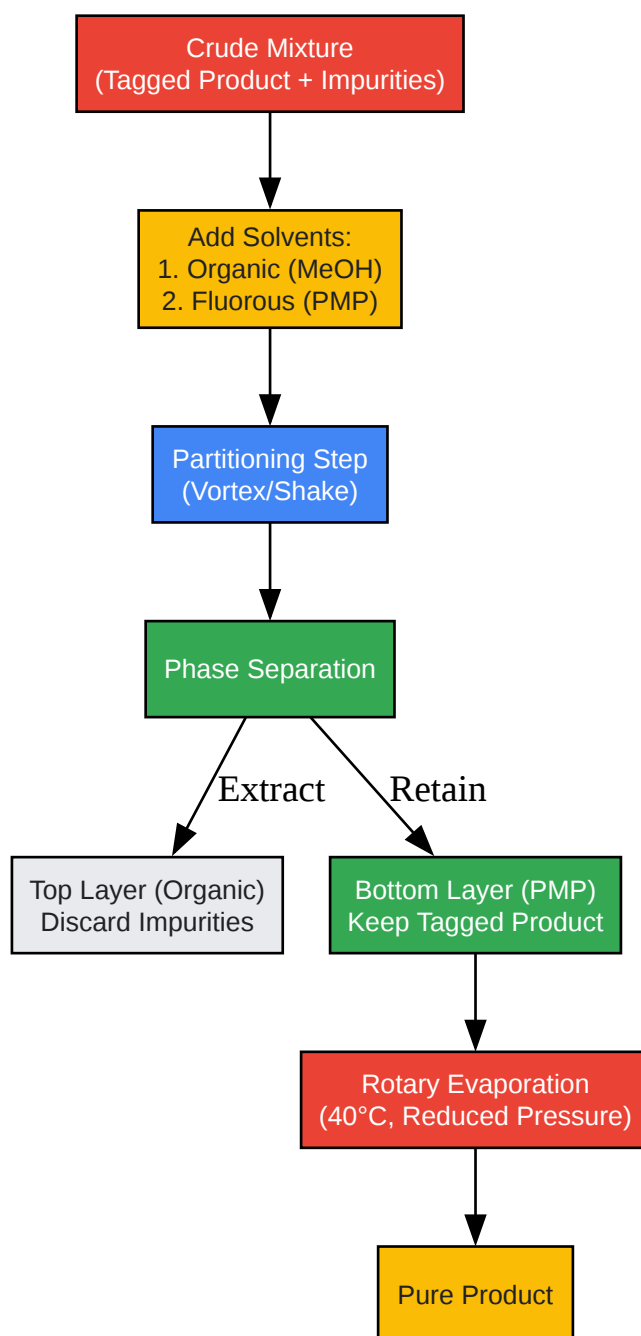 Crude Mixture
(Tagged Product + Impurities)
Add Solvents:
1. Organic (MeOH)
2. Fluorous (PMP)
Partitioning Step
(Vortex/Shake)
Phase Separation
Extract
Retain
Top Layer (Organic)
Discard Impurities
Bottom Layer (PMP)
Keep Tagged Product
Rotary Evaporation
(40°C, Reduced Pressure)
Pure Product